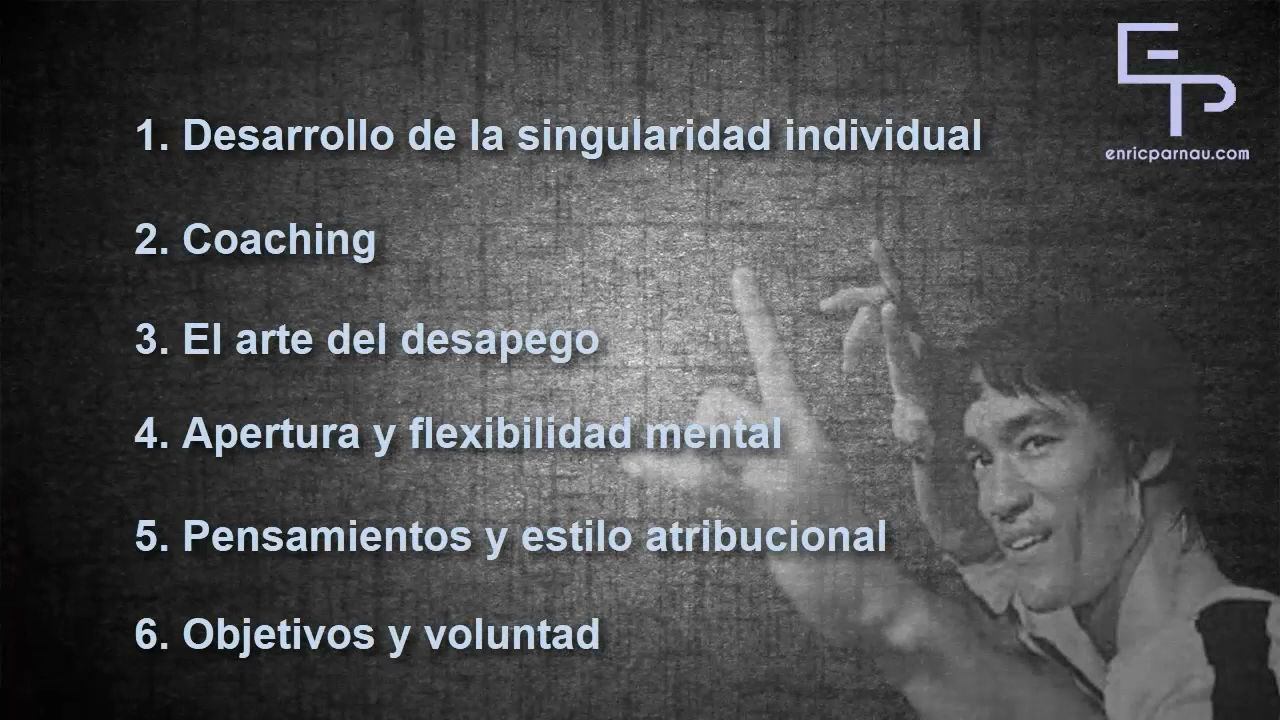 EP
enricparnau.com
1. Desarrollo de la singularidad individual
2. Coaching
3. El arte del desapego
4. Apertura y flexibilidad mental
5. Pensamientos y estilo atribucional
6. Objetivos y voluntad